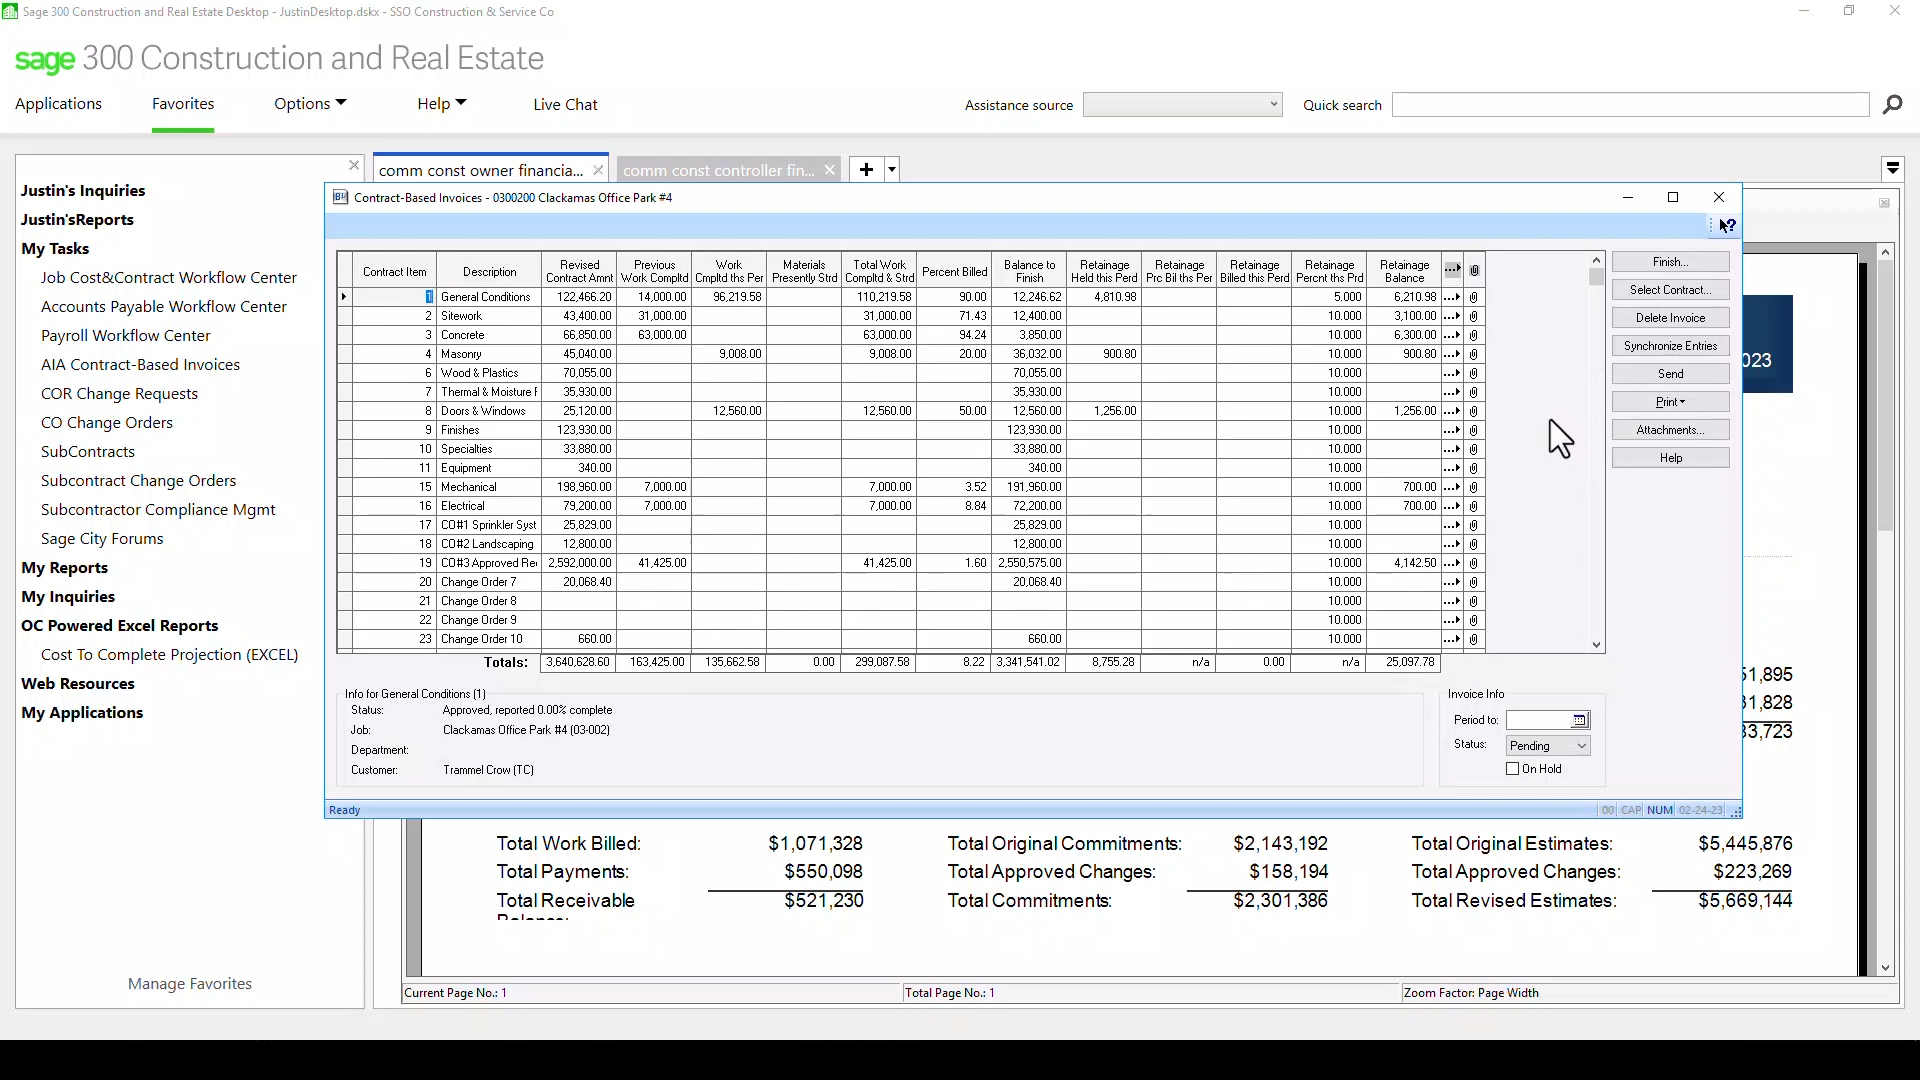 Sage 300 Construction and Real Estate Desktop - JustinDesktop.dskx - SSO Construction & Service Co
sage 300 Construction and Real Estate
Applications Favorites Options Help Live Chat Assistance source Quick search
comm const owner financia... comm const controller fin...
Justin's Inquiries
Justin'sReports
My Tasks
Job Cost&Contract Workflow Center
Accounts Payable Workflow Center
Payroll Workflow Center
AIA Contract-Based Invoices
COR Change Requests
CO Change Orders
SubContracts
Subcontract Change Orders
Subcontractor Compliance Mgmt
Sage City Forums
My Reports
My Inquiries
OC Powered Excel Reports
Cost To Complete Projection (EXCEL)
Web Resources
My Applications
Manage Favorites
Contract-Based Invoices - 0300200 Clackamas Office Park #4
Contract Item Description Revised Contract Amnt Previous Work Compltd Work Cmpltd ths Per Materials Presently Strd Total Work Compltd & Strd Percent Billed Balance to Finish Retainage Held this Perd Retainage Prc Bil ths Per Retainage Billed this Perd Retainage Percnt ths Prd Retainage Balance
1 General Conditions 122,466.20 14,000.00 96,219.58 110,219.58 90.00 12,246.62 4,810.98 5.000 6,210.98
2 Sitework 43,400.00 31,000.00 31,000.00 71.43 12,400.00 10.000 3,100.00
3 Concrete 66,850.00 63,000.00 63,000.00 94.24 3,850.00 10.000 6,300.00
4 Masonry 45,040.00 9,008.00 9,008.00 20.00 36,032.00 900.80 10.000 900.80
6 Wood & Plastics 70,055.00 70,055.00 10.000
7 Thermal & Moisture F 35,930.00 35,930.00 10.000
8 Doors & Windows 25,120.00 12,560.00 12,560.00 50.00 12,560.00 1,256.00 10.000 1,256.00
9 Finishes 123,930.00 123,930.00 10.000
10 Specialties 33,880.00 33,880.00 10.000
11 Equipment 340.00 340.00 10.000
15 Mechanical 198,960.00 7,000.00 7,000.00 3.52 191,960.00 10.000 700.00
16 Electrical 79,200.00 7,000.00 7,000.00 8.84 72,200.00 10.000 700.00
17 CO#1 Sprinkler Syst 25,829.00 25,829.00 10.000
18 CO#2 Landscaping 12,800.00 12,800.00 10.000
19 CO#3 Approved Re 2,592,000.00 41,425.00 41,425.00 1.60 2,550,575.00 10.000 4,142.50
20 Change Order 7 20,068.40 20,068.40 10.000
21 Change Order 8 10.000
22 Change Order 9 10.000
23 Change Order 10 660.00 660.00 10.000
Totals: 3,640,628.60 163,425.00 135,662.58 0.00 299,087.58 8.22 3,341,541.02 8,755.28 n/a 0.00 n/a 25,097.78
Finish...
Select Contract...
Delete Invoice
Synchronize Entries
Send
Print
Attachments...
Help
Info for General Conditions (1)
Status: Approved, reported 0.00% complete
Job: Clackamas Office Park #4 (03-002)
Department:
Customer: Trammel Crow (TC)
Invoice Info
Period to:
Status: Pending
On Hold
Ready 00 CAP NUM 02-24-23
023
51,895
31,828
33,723
Total Work Billed: $1,071,328 Total Original Commitments: $2,143,192 Total Original Estimates: $5,445,876
Total Payments: $550,098 Total Approved Changes: $158,194 Total Approved Changes: $223,269
Total Receivable $521,230 Total Commitments: $2,301,386 Total Revised Estimates: $5,669,144
Current Page No.: 1 Total Page No.: 1 Zoom Factor: Page Width